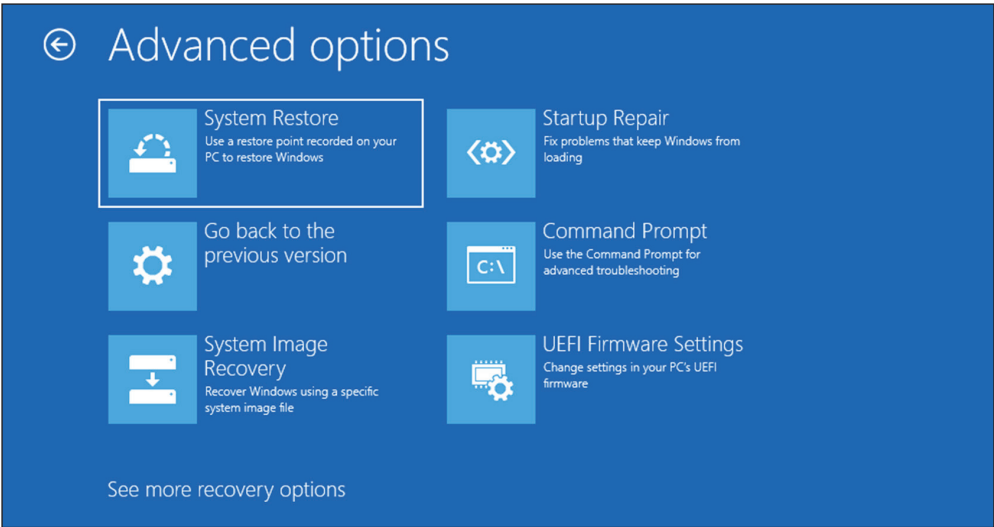 Advanced options
System Restore
Use a restore point recorded on your
PC to restore Windows
Startup Repair
Fix problems that keep Windows from
loading
Go back to the
previous version
Command Prompt
Use the Command Prompt for
advanced troubleshooting
C:\
System Image
Recovery
Recover Windows using a specific
system image file
UEFI Firmware Settings
Change settings in your PC's UEFI
firmware
See more recovery options